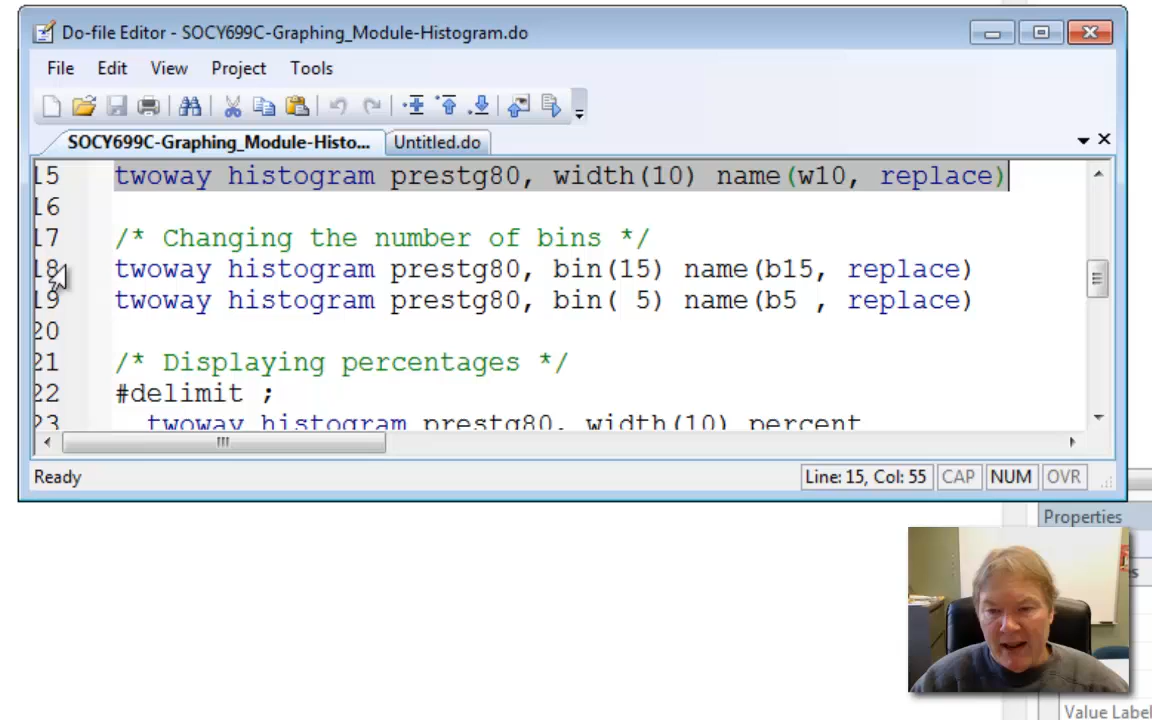 Do-file Editor - SOCY699C-Graphing_Module-Histogram.do
File Edit View Project Tools
SOCY699C-Graphing_Module-Histo... Untitled.do
15 twoway histogram prestg80, width(10) name(w10, replace)
16
17 /* Changing the number of bins */
18 twoway histogram prestg80, bin(15) name(b15, replace)
19 twoway histogram prestg80, bin( 5) name(b5 , replace)
20
21 /* Displaying percentages */
22 #delimit ;
23 twoway histogram prestg80, width(10) percent
Ready Line: 15, Col: 55 CAP NUM OVR
Properties
Value Label